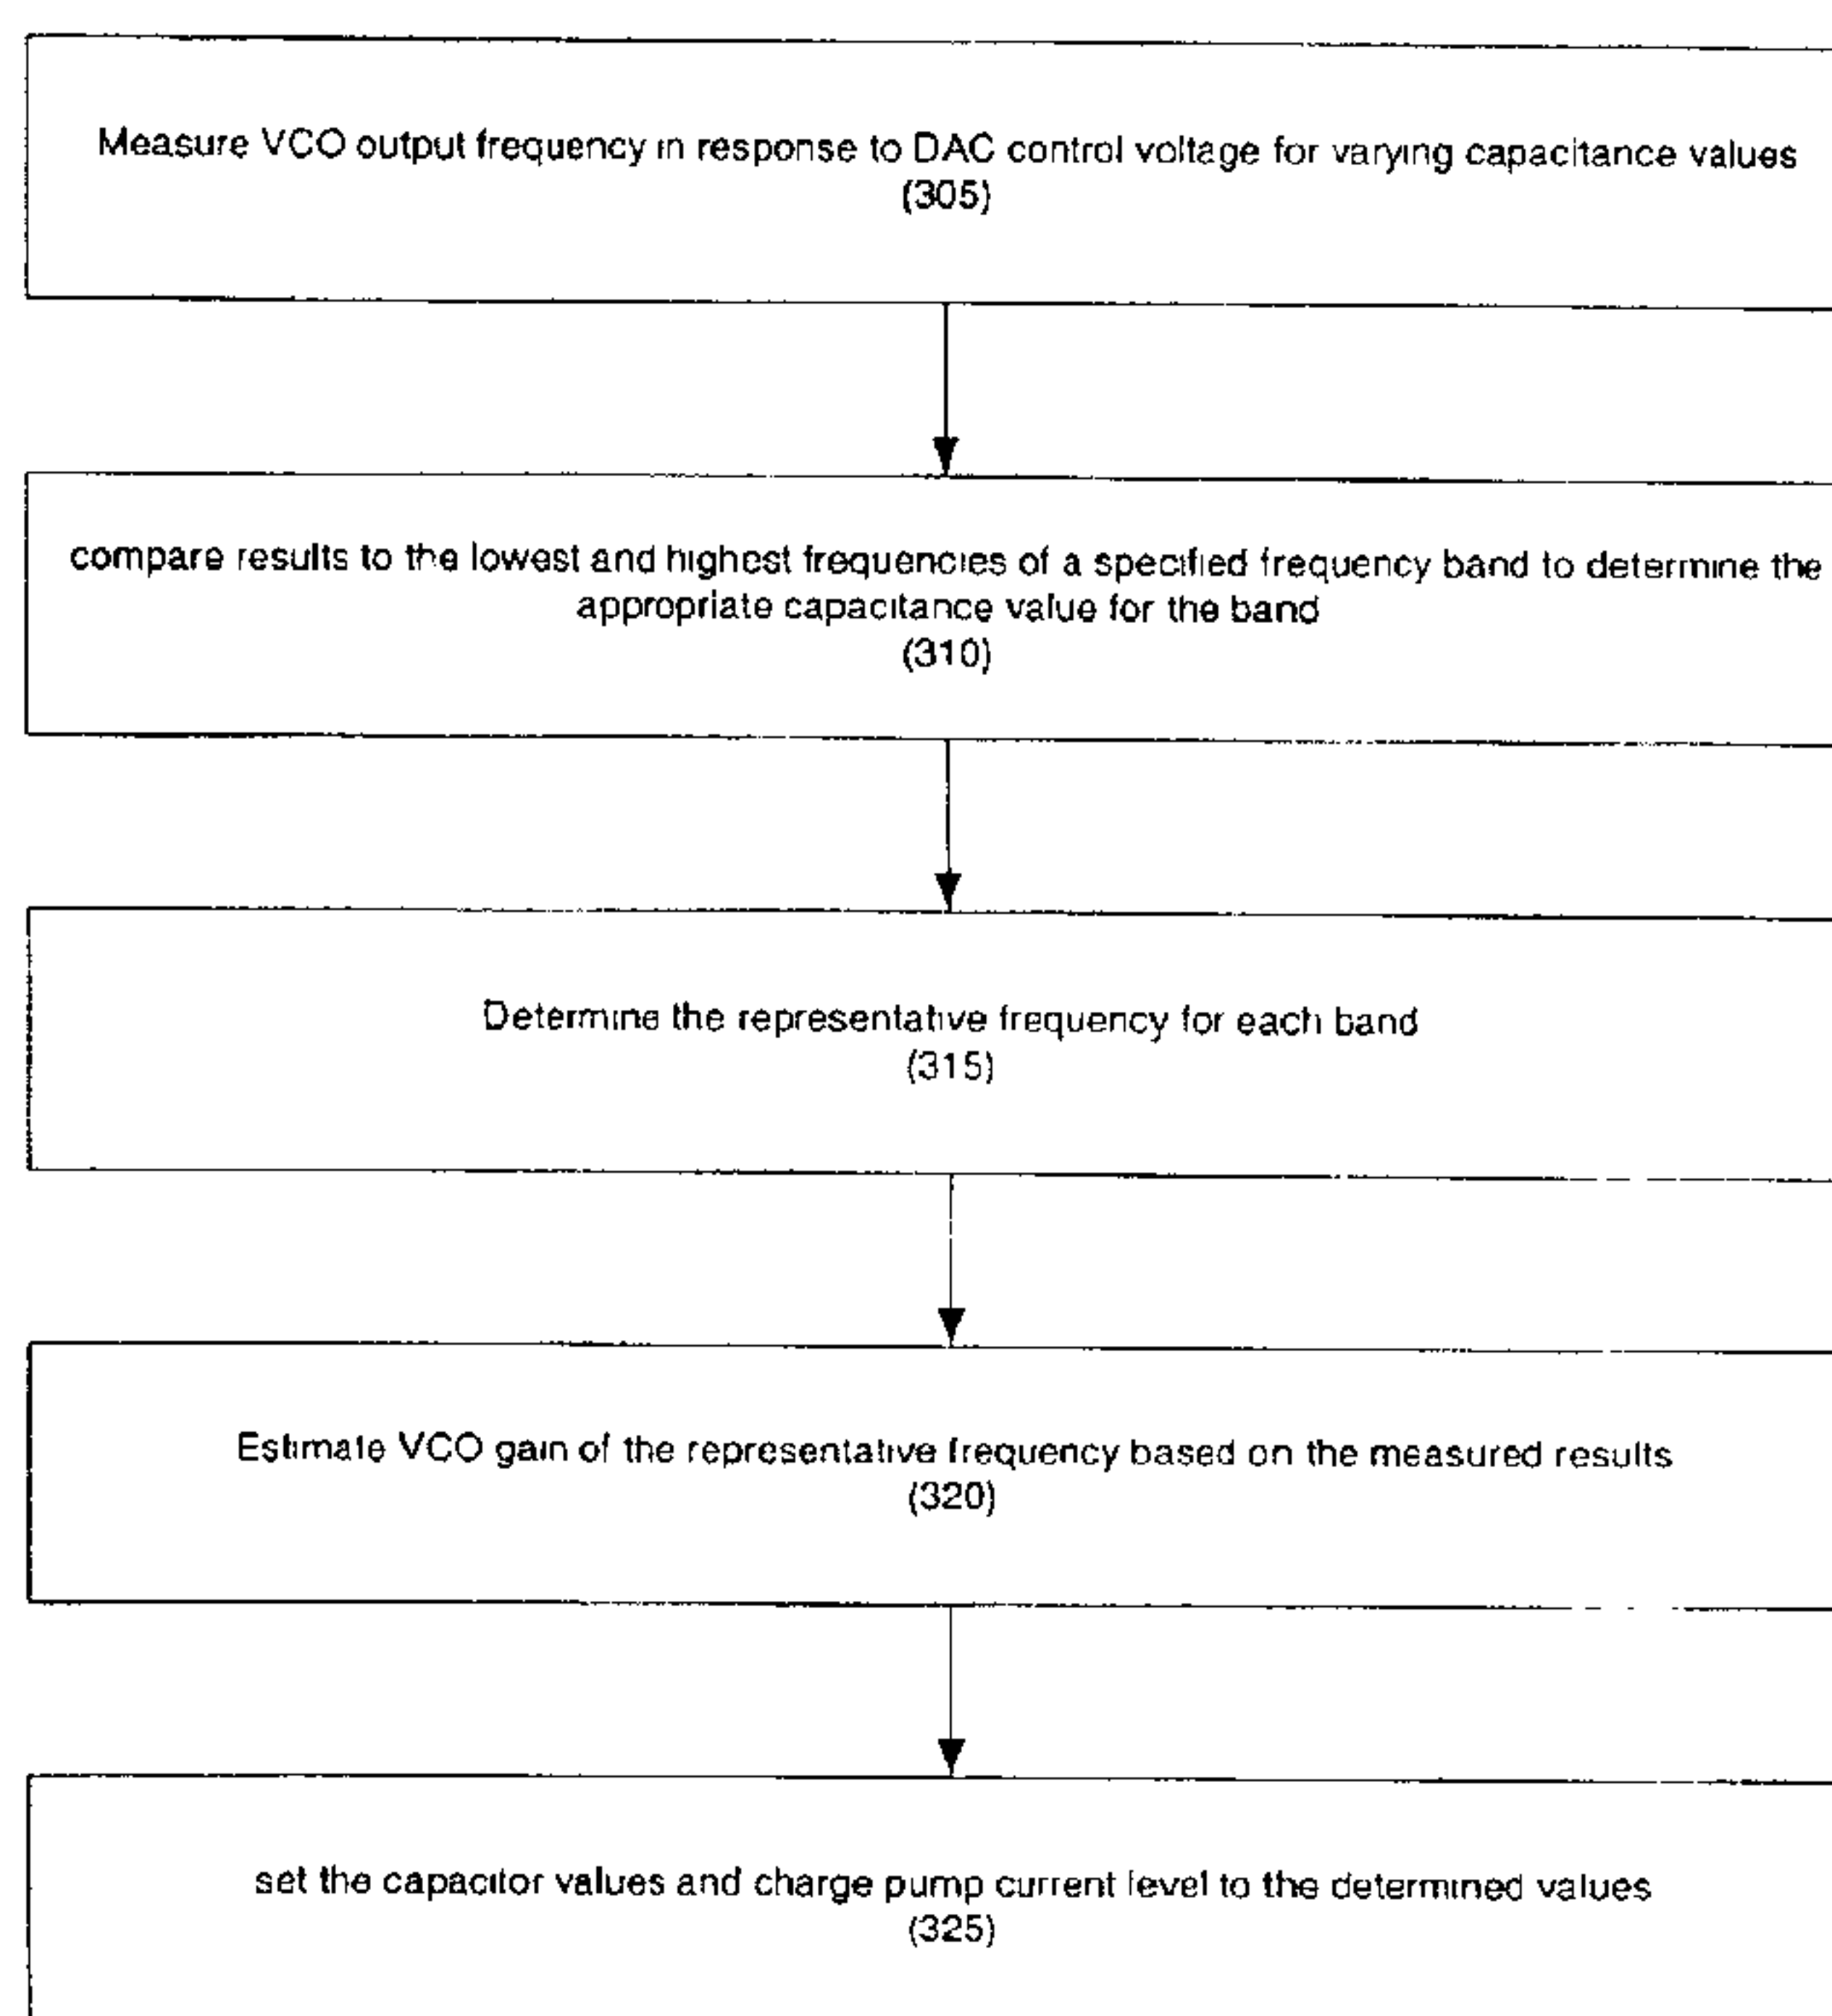 Measure VCO output frequency in response to DAC control voltage for varying capacitance values
(305)
compare results to the lowest and highest frequencies of a specified frequency band to determine the
appropriate capacitance value for the band
(310)
Determine the representative frequency for each band
(315)
Estimate VCO gain of the representative frequency based on the measured results
(320)
set the capacitor values and charge pump current level to the determined values
(325)